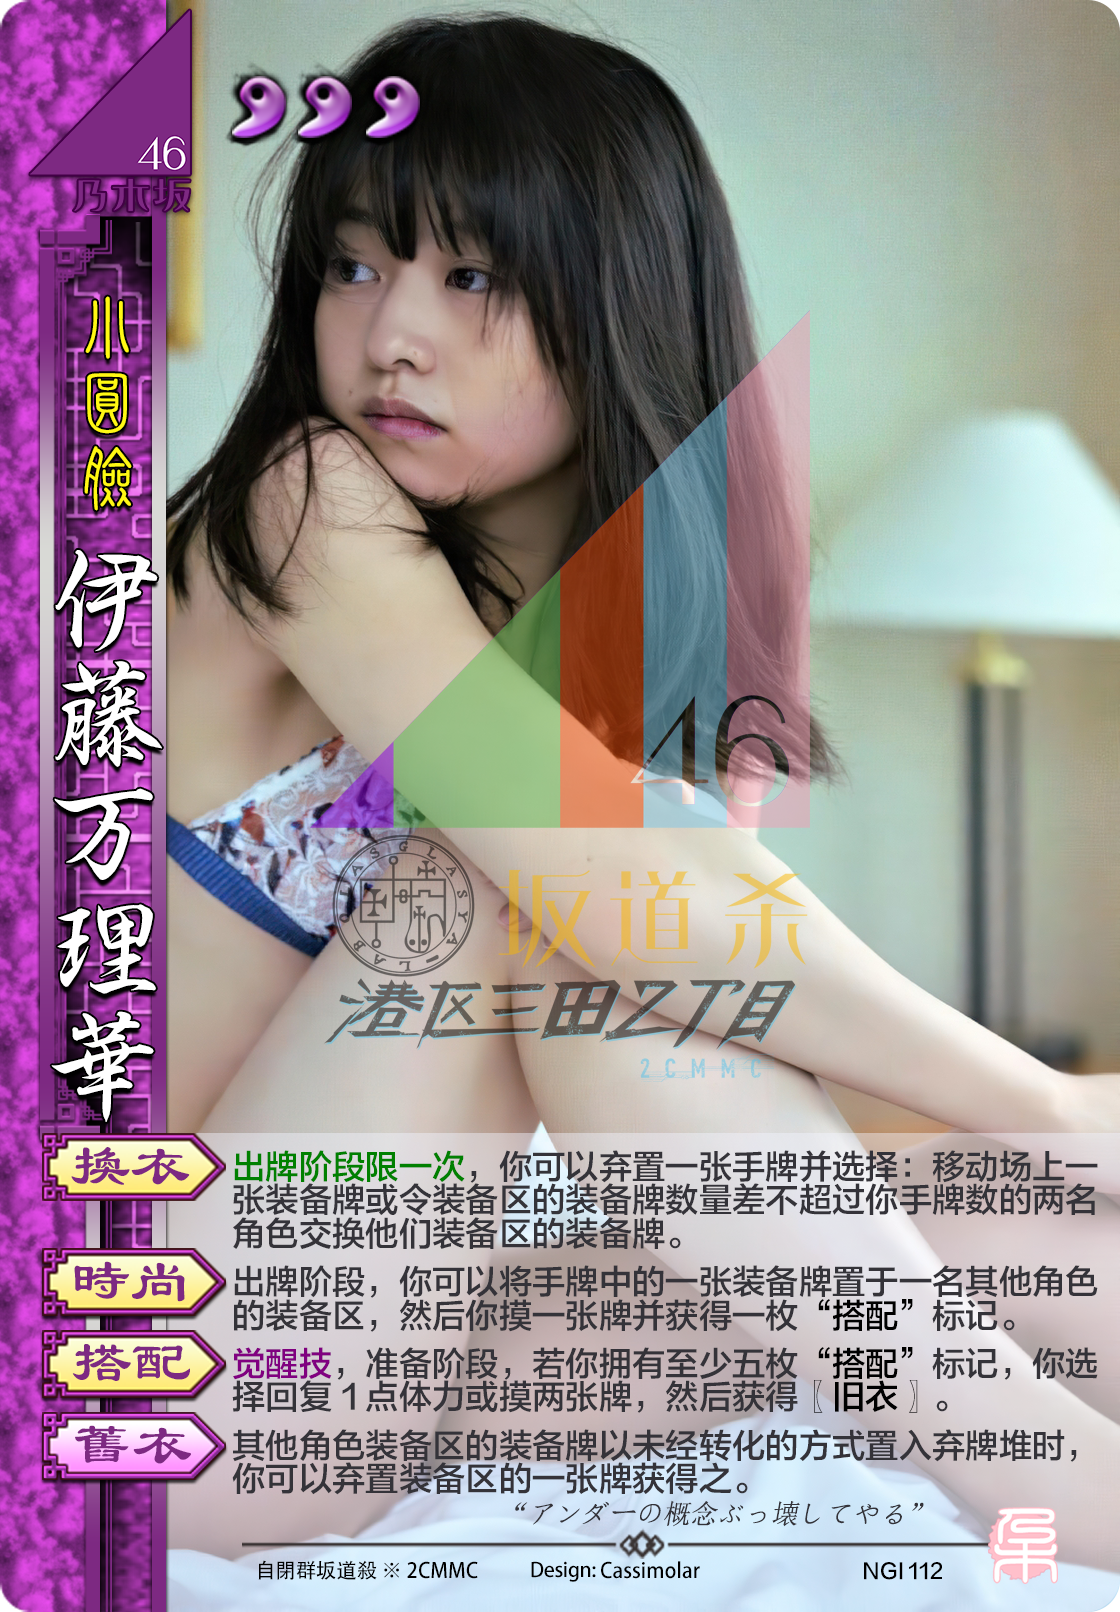 46
乃木坂
小圓臉
伊藤万理華
46
GLASYA-LABOLAS
坂道杀
港区三田2丁目
2CMMC
換衣
出牌阶段限一次，你可以弃置一张手牌并选择：移动场上一
张装备牌或令装备区的装备牌数量差不超过你手牌数的两名
角色交换他们装备区的装备牌。
時尚
出牌阶段，你可以将手牌中的一张装备牌置于一名其他角色
的装备区，然后你摸一张牌并获得一枚“搭配”标记。
搭配
觉醒技，准备阶段，若你拥有至少五枚“搭配”标记，你选
择回复1点体力或摸两张牌，然后获得〖旧衣〗。
舊衣
其他角色装备区的装备牌以未经转化的方式置入弃牌堆时，
你可以弃置装备区的一张牌获得之。
“アンダーの概念ぶっ壊してやる”
自閉群坂道殺 ※ 2CMMC
Design: Cassimolar
NGI 112